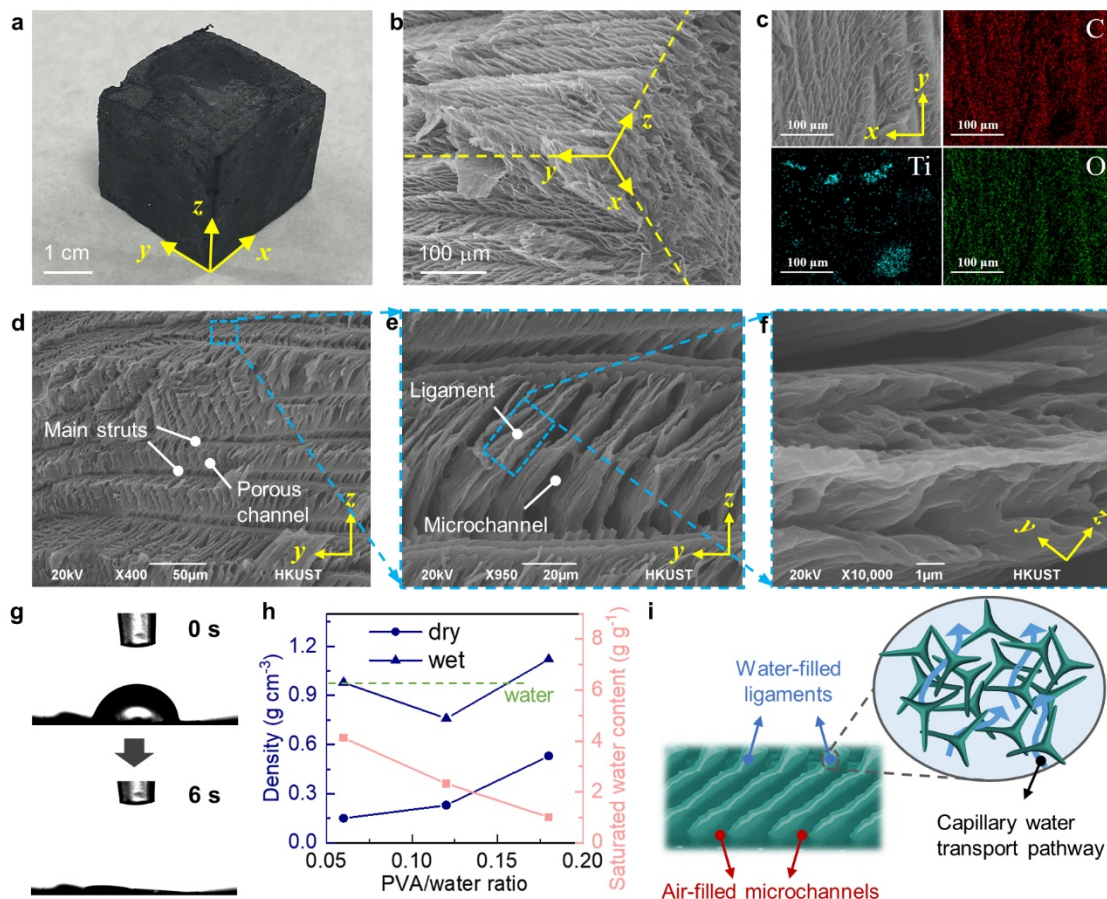 a
1 cm
z
y
x
b
z
y
x
100 μm
c
y
x
100 μm
C
100 μm
Ti
100 μm
O
100 μm
d
Main struts
Porous
channel
z
y
20kV X400 50μm HKUST
e
Ligament
Microchannel
z
y
20kV X950 20μm HKUST
f
y
z
20kV X10,000 1μm HKUST
g
0 s
6 s
h
dry
wet
water
Density (g cm⁻³)
1.2
0.9
0.6
0.3
0.0
0.05 0.10 0.15 0.20
PVA/water ratio
8
6
4
2
0
Saturated water content (g g⁻¹)
i
Water-filled
ligaments
Air-filled microchannels
Capillary water
transport pathway